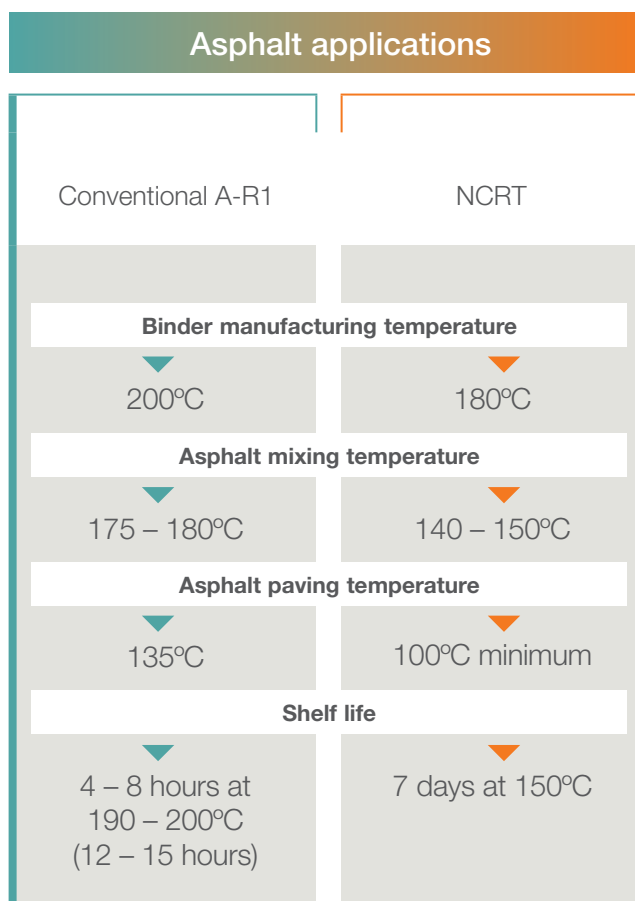 Asphalt applications
Conventional A-R1
NCRT
Binder manufacturing temperature
200ºC
180ºC
Asphalt mixing temperature
175 – 180ºC
140 – 150ºC
Asphalt paving temperature
135ºC
100ºC minimum
Shelf life
4 – 8 hours at
190 – 200ºC
(12 – 15 hours)
7 days at 150ºC